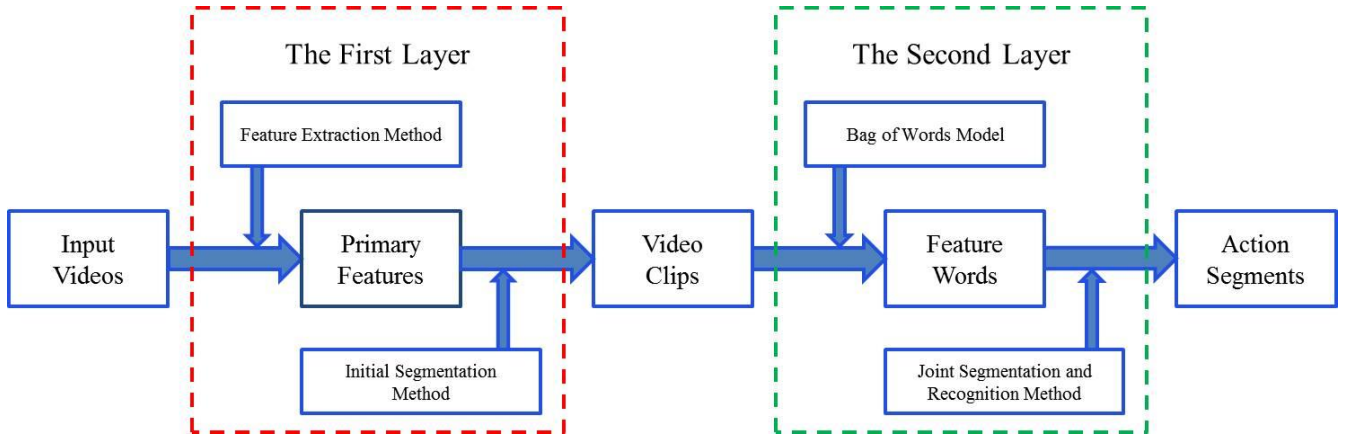 The First Layer
The Second Layer
Feature Extraction Method
Bag of Words Model
Input
Videos
Primary
Features
Video
Clips
Feature
Words
Action
Segments
Initial Segmentation
Method
Joint Segmentation and
Recognition Method